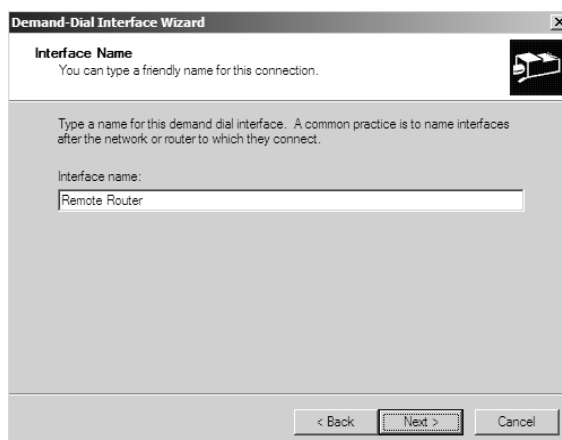 Demand-Dial Interface Wizard
Interface Name
You can type a friendly name for this connection.
Type a name for this demand dial interface. A common practice is to name interfaces
after the network or router to which they connect.
Interface name:
Remote Router
< Back Next > Cancel